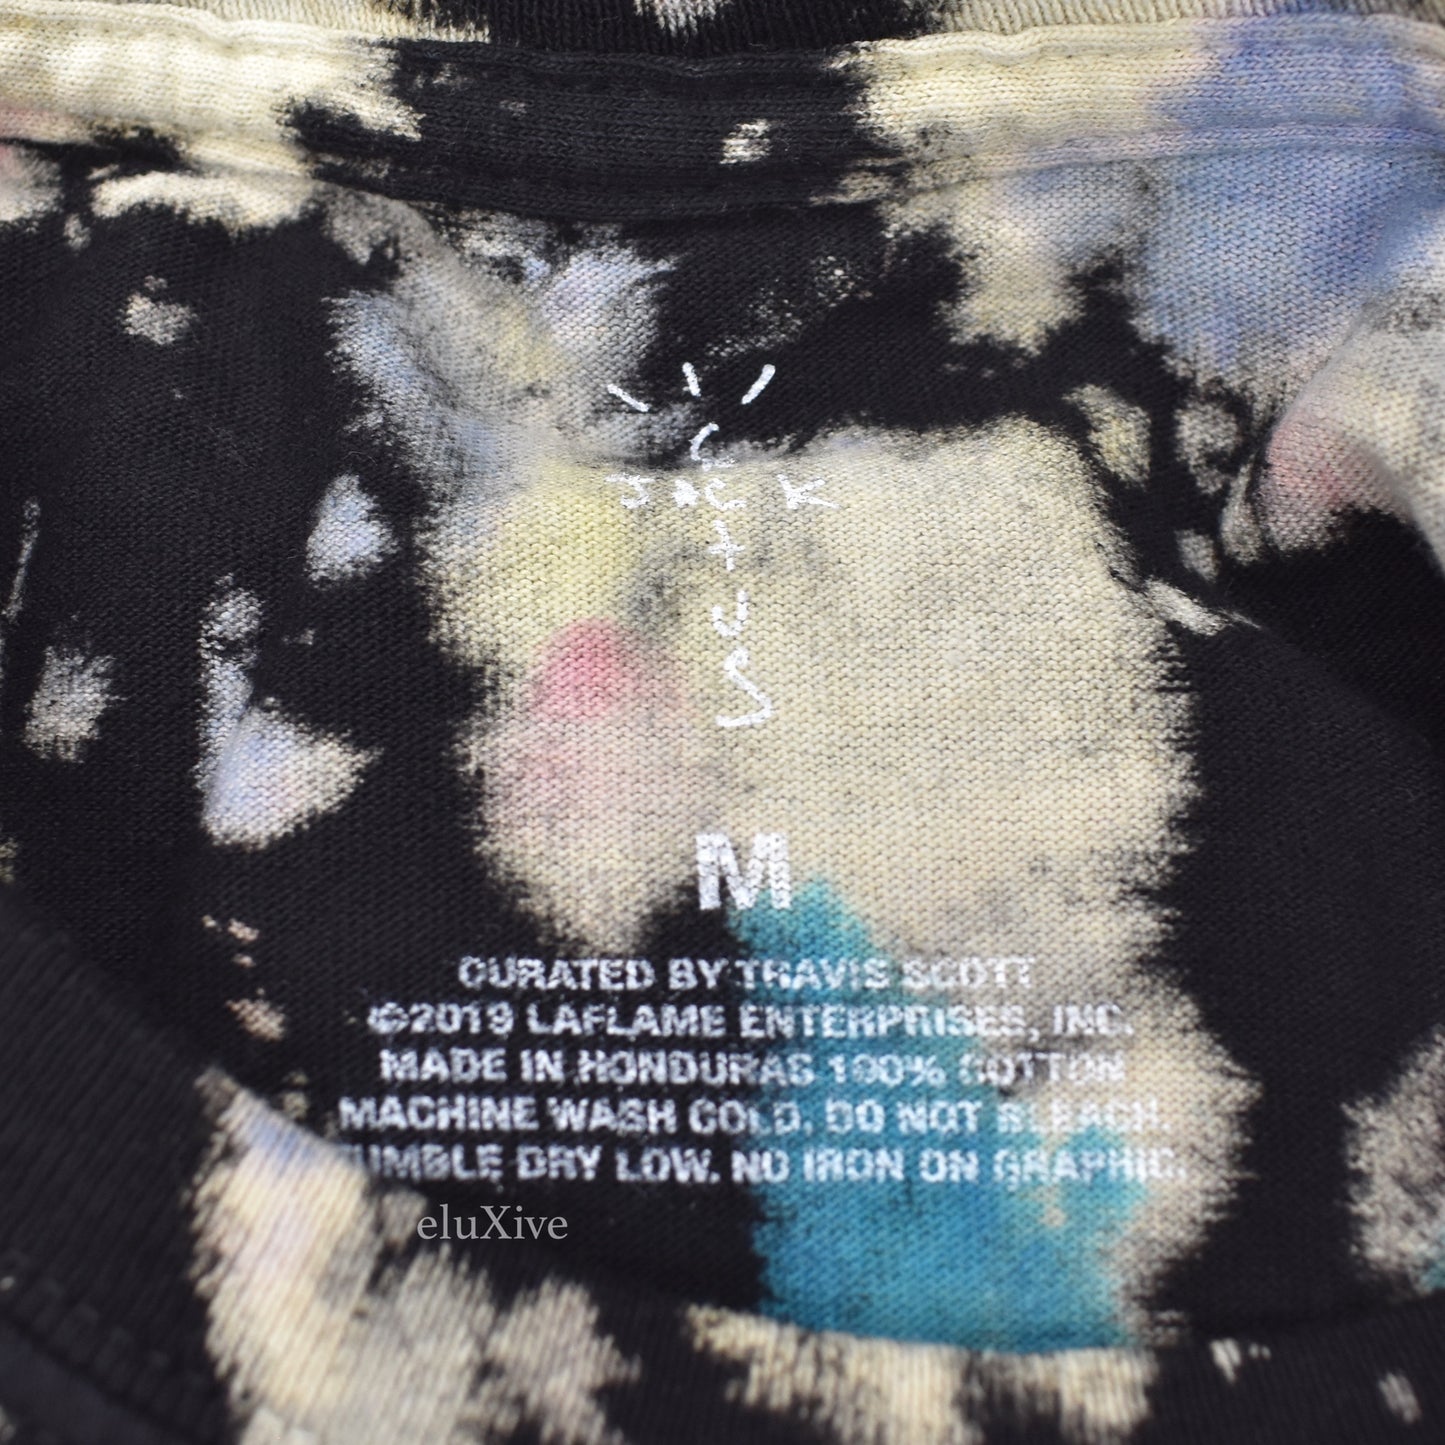 JACK
CACTUS
M
CURATED BY TRAVIS SCOTT
©2019 LAFLAME ENTERPRISES, INC.
MADE IN HONDURAS 100% COTTON
MACHINE WASH COLD. DO NOT BLEACH.
TUMBLE DRY LOW. NO IRON ON GRAPHIC.
eluXive